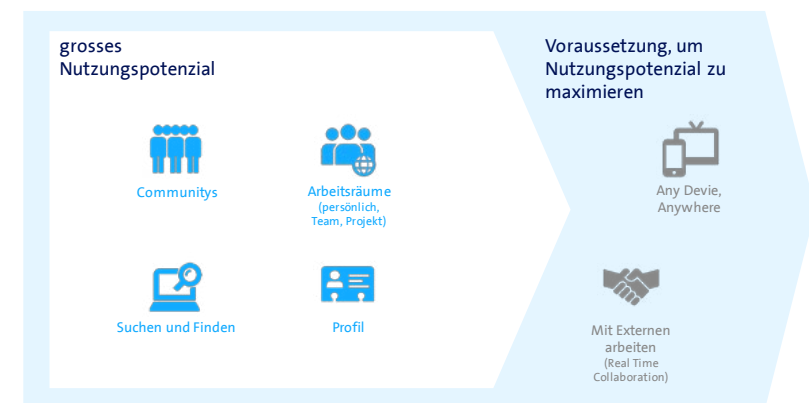 grosses
Nutzungspotenzial
Communitys
Arbeitsräume
(persönlich,
Team, Projekt)
Suchen und Finden
Profil
Voraussetzung, um
Nutzungspotenzial zu
maximieren
Any Devie,
Anywhere
Mit Externen
arbeiten
(Real Time
Collaboration)